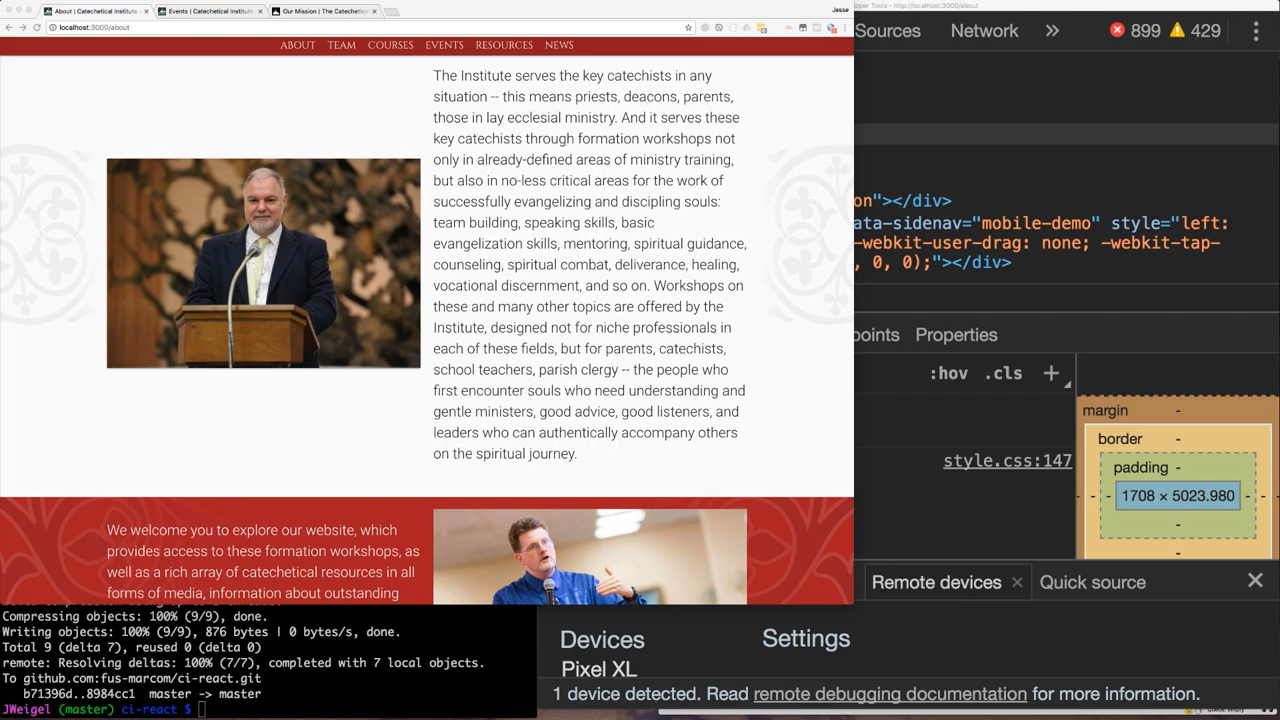 About | Catechetical Institute
Events | Catechetical Institute
Our Mission | The Catechetical
Jesse
localhost:3000/about
ABOUT TEAM COURSES EVENTS RESOURCES NEWS
The Institute serves the key catechists in any
situation -- this means priests, deacons, parents,
those in lay ecclesial ministry. And it serves these
key catechists through formation workshops not
only in already-defined areas of ministry training,
but also in no-less critical areas for the work of
successfully evangelizing and discipling souls:
team building, speaking skills, basic
evangelization skills, mentoring, spiritual guidance,
counseling, spiritual combat, deliverance, healing,
vocational discernment, and so on. Workshops on
these and many other topics are offered by the
Institute, designed not for niche professionals in
each of these fields, but for parents, catechists,
school teachers, parish clergy -- the people who
first encounter souls who need understanding and
gentle ministers, good advice, good listeners, and
leaders who can authentically accompany others
on the spiritual journey.
We welcome you to explore our website, which
provides access to these formation workshops, as
well as a rich array of catechetical resources in all
forms of media, information about outstanding
Compressing objects: 100% (9/9), done.
Writing objects: 100% (9/9), 876 bytes | 0 bytes/s, done.
Total 9 (delta 7), reused 0 (delta 0)
remote: Resolving deltas: 100% (7/7), completed with 7 local objects.
To github.com:fus-marcom/ci-react.git
b71396d..8984cc1 master -> master
JWeigel (master) ci-react $
oper Tools - http://localhost:3000/about
Sources Network 899 429
on"></div>
data-sidenav="mobile-demo" style="left:
-webkit-user-drag: none; -webkit-tap-
, 0, 0);"></div>
points Properties
:hov .cls +
style.css:147
margin -
border -
padding -
- - 1708 × 5023.980 - -
-
-
Remote devices × Quick source
Devices Settings
Pixel XL
1 device detected. Read remote debugging documentation for more information.